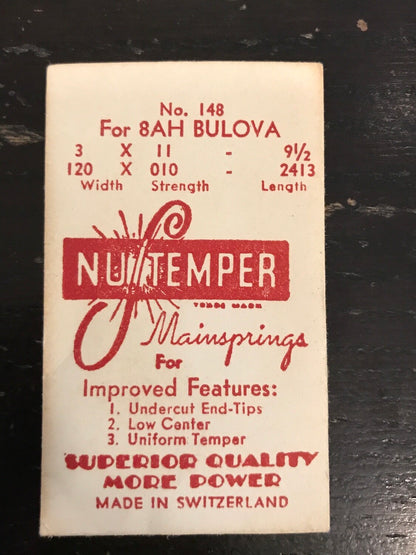 No. 148
For 8AH BULOVA
3 X 11 - 9½
120 X 010 - 2413
Width Strength Length
NU TEMPER
TRADE MARK
Mainsprings
For
Improved Features:
1. Undercut End-Tips
2. Low Center
3. Uniform Temper
SUPERIOR QUALITY
MORE POWER
MADE IN SWITZERLAND